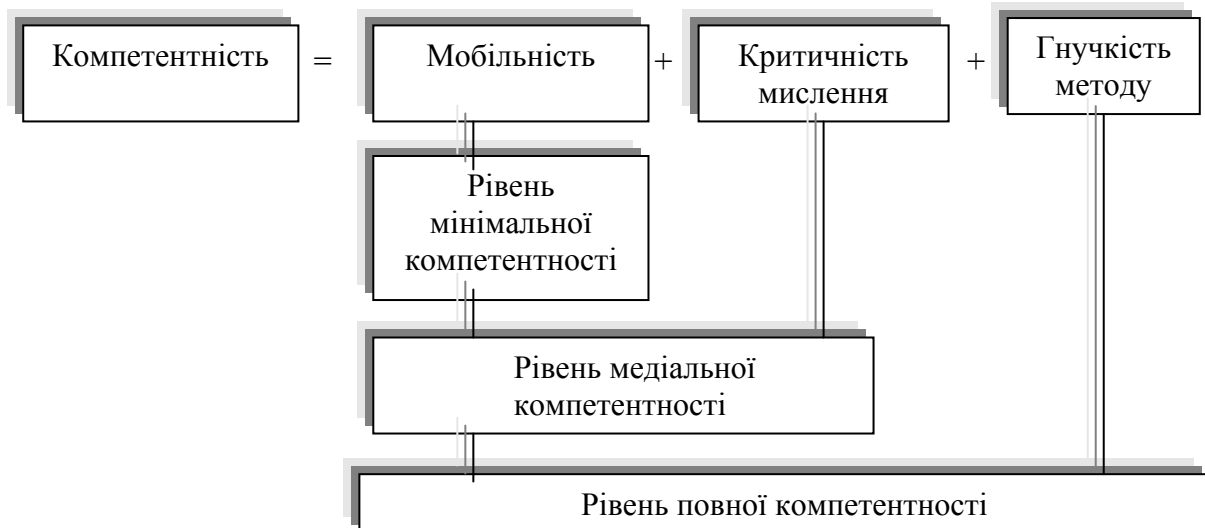 Компетентність = Мобільність + Критичність мислення + Гнучкість методу
Рівень
мінімальної
компетентності
Рівень медіальної
компетентності
Рівень повної компетентності